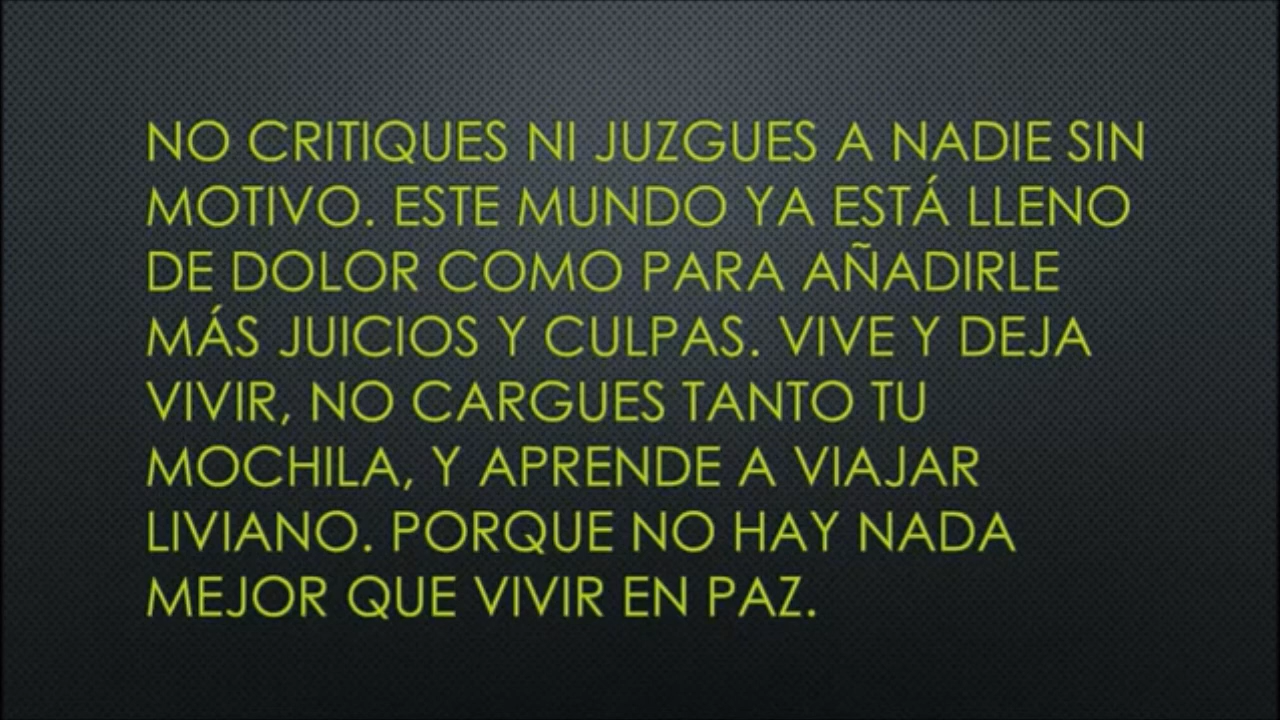 NO CRITIQUES NI JUZGUES A NADIE SIN
MOTIVO. ESTE MUNDO YA ESTÁ LLENO
DE DOLOR COMO PARA AÑADIRLE
MÁS JUICIOS Y CULPAS. VIVE Y DEJA
VIVIR, NO CARGUES TANTO TU
MOCHILA, Y APRENDE A VIAJAR
LIVIANO. PORQUE NO HAY NADA
MEJOR QUE VIVIR EN PAZ.